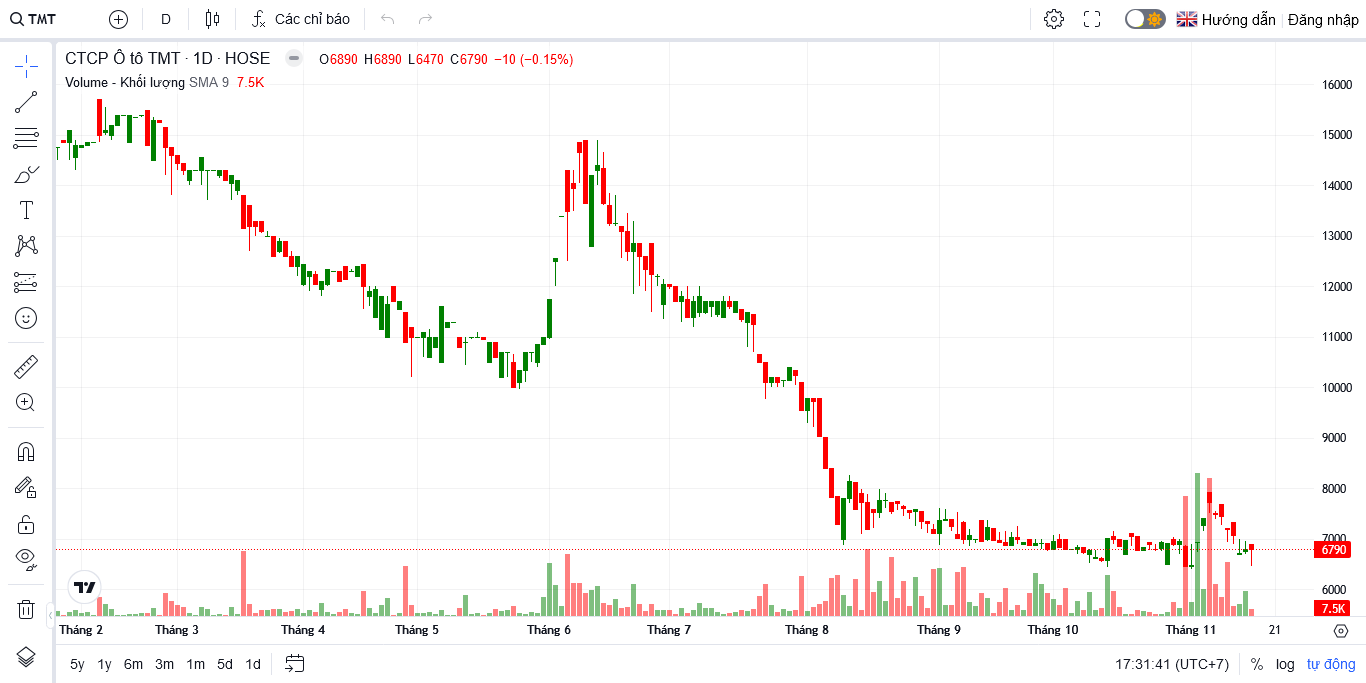 TMT D Các chỉ báo Hướng dẫn Đăng nhập
CTCP Ô tô TMT · 1D · HOSE O6890 H6890 L6470 C6790 −10 (−0.15%)
Volume - Khối lượng SMA 9 7.5K
16000
15000
14000
13000
12000
11000
10000
9000
8000
7000
6790
6000
7.5K
Tháng 2 Tháng 3 Tháng 4 Tháng 5 Tháng 6 Tháng 7 Tháng 8 Tháng 9 Tháng 10 Tháng 11 21
5y 1y 6m 3m 1m 5d 1d 17:31:41 (UTC+7) % log tự động